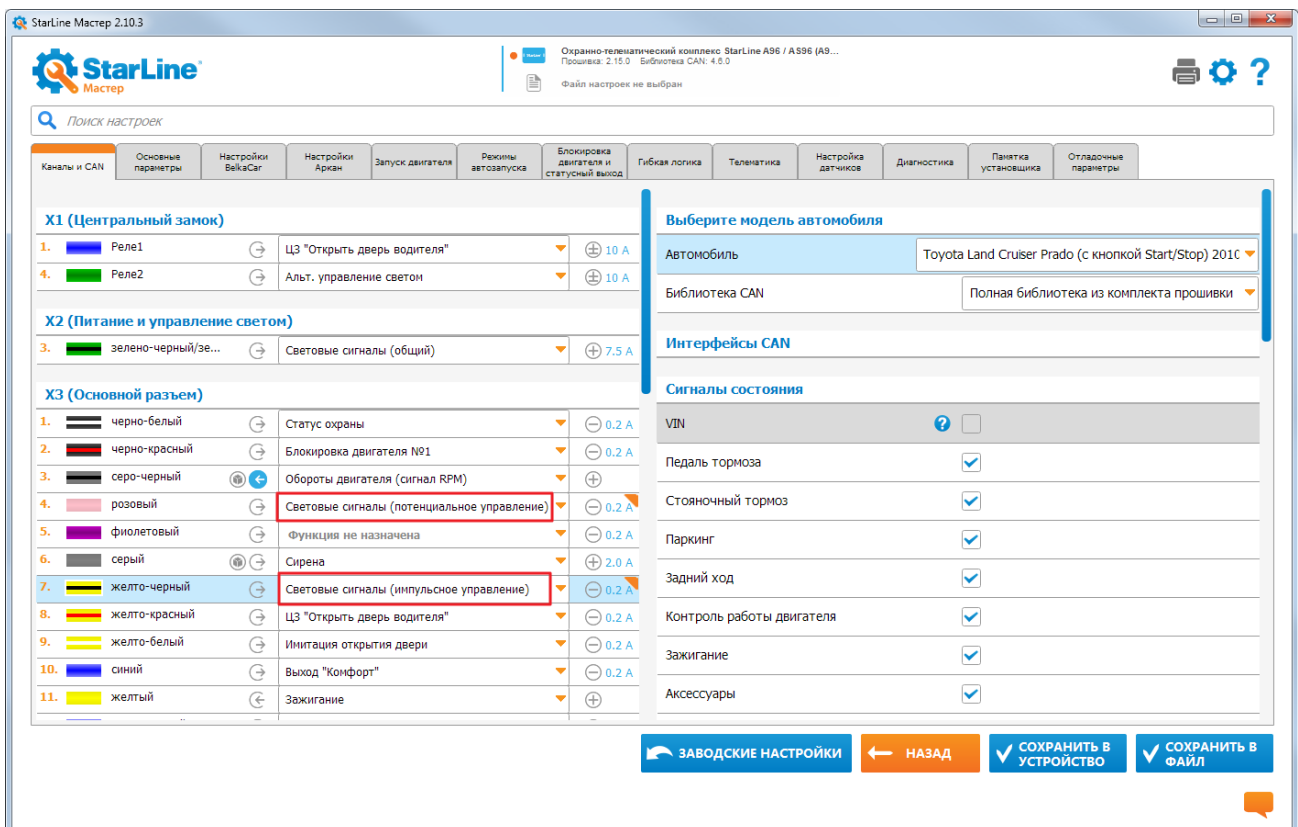 StarLine Мастер 2.10.3
StarLine
Мастер
Охранно-телематический комплекс StarLine A96 / AS96 (A9...
Прошивка: 2.15.0 Библиотека CAN: 4.6.0
Файл настроек не выбран
?
Поиск настроек
Каналы и CAN
Основные параметры
Настройки BelkaCar
Настройки Аркан
Запуск двигателя
Режимы автозапуска
Блокировка двигателя и статусный выход
Гибкая логика
Телематика
Настройка датчиков
Диагностика
Памятка установщика
Отладочные параметры
X1 (Центральный замок)
1. Реле1 ЦЗ "Открыть дверь водителя" 10 A
4. Реле2 Альт. управление светом 10 A
X2 (Питание и управление светом)
3. зелено-черный/зе... Световые сигналы (общий) 7.5 A
X3 (Основной разъем)
1. черно-белый Статус охраны 0.2 A
2. черно-красный Блокировка двигателя №1 0.2 A
3. серо-черный Обороты двигателя (сигнал RPM)
4. розовый Световые сигналы (потенциальное управление) 0.2 A
5. фиолетовый Функция не назначена 0.2 A
6. серый Сирена 2.0 A
7. желто-черный Световые сигналы (импульсное управление) 0.2 A
8. желто-красный ЦЗ "Открыть дверь водителя" 0.2 A
9. желто-белый Имитация открытия двери 0.2 A
10. синий Выход "Комфорт" 0.2 A
11. желтый Зажигание
Выберите модель автомобиля
Автомобиль Toyota Land Cruiser Prado (с кнопкой Start/Stop)
Библиотека CAN Полная библиотека из комплекта прошивки
Интерфейсы CAN
Сигналы состояния
VIN ?
Педаль тормоза
Стояночный тормоз
Паркинг
Задний ход
Контроль работы двигателя
Зажигание
Аксессуары
ЗАВОДСКИЕ НАСТРОЙКИ
НАЗАД
СОХРАНИТЬ В
УСТРОЙСТВО
СОХРАНИТЬ В
ФАЙЛ